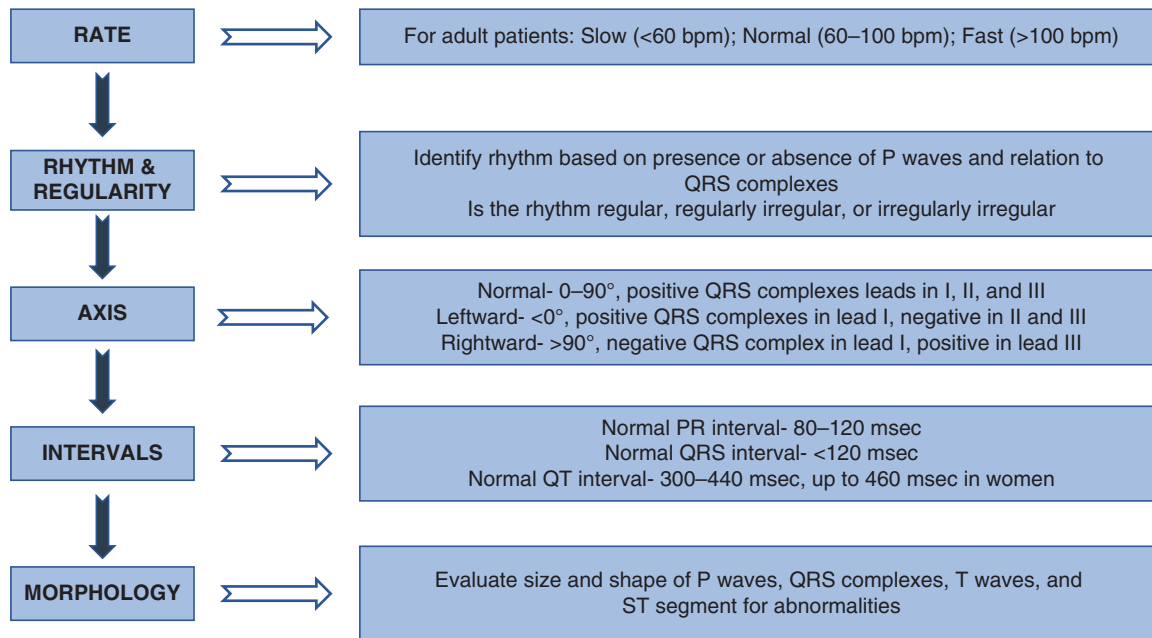 RATE
For adult patients: Slow (<60 bpm); Normal (60–100 bpm); Fast (>100 bpm)
RHYTHM &
REGULARITY
Identify rhythm based on presence or absence of P waves and relation to
QRS complexes
Is the rhythm regular, regularly irregular, or irregularly irregular
AXIS
Normal- 0–90°, positive QRS complexes leads in I, II, and III
Leftward- <0°, positive QRS complexes in lead I, negative in II and III
Rightward- >90°, negative QRS complex in lead I, positive in lead III
INTERVALS
Normal PR interval- 80–120 msec
Normal QRS interval- <120 msec
Normal QT interval- 300–440 msec, up to 460 msec in women
MORPHOLOGY
Evaluate size and shape of P waves, QRS complexes, T waves, and
ST segment for abnormalities